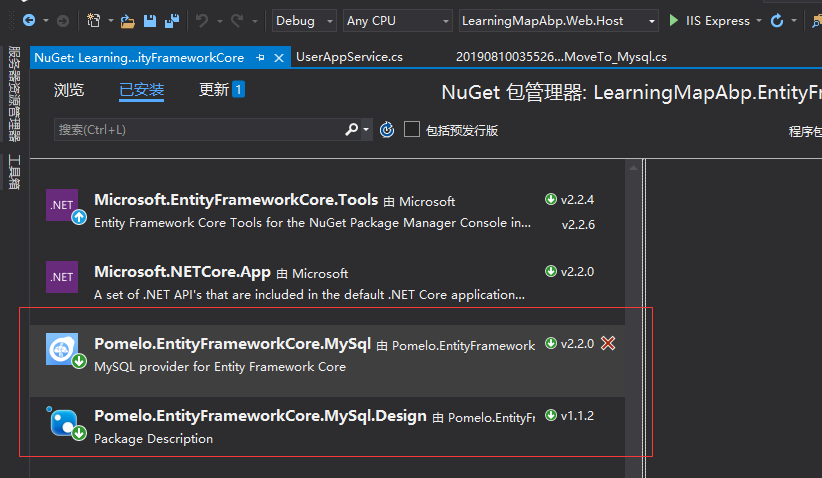 Debug
Any CPU
LearningMapAbp.Web.Host
IIS Express
服务器资源管理器
工具箱
NuGet: Learning...ityFrameworkCore
UserAppService.cs
20190810035526...MoveTo_Mysql.cs
浏览
已安装
更新 1
NuGet 包管理器: LearningMapAbp.EntityFr
搜索(Ctrl+L)
包括预发行版
程序包
.NET
Microsoft.EntityFrameworkCore.Tools 由 Microsoft
v2.2.4
Entity Framework Core Tools for the NuGet Package Manager Console in...
v2.2.6
.NET
Microsoft.NETCore.App 由 Microsoft
v2.2.0
A set of .NET API's that are included in the default .NET Core application...
Pomelo.EntityFrameworkCore.MySql 由 Pomelo.EntityFramework
v2.2.0
MySQL provider for Entity Framework Core
Pomelo.EntityFrameworkCore.MySql.Design 由 Pomelo.EntityFr
v1.1.2
Package Description